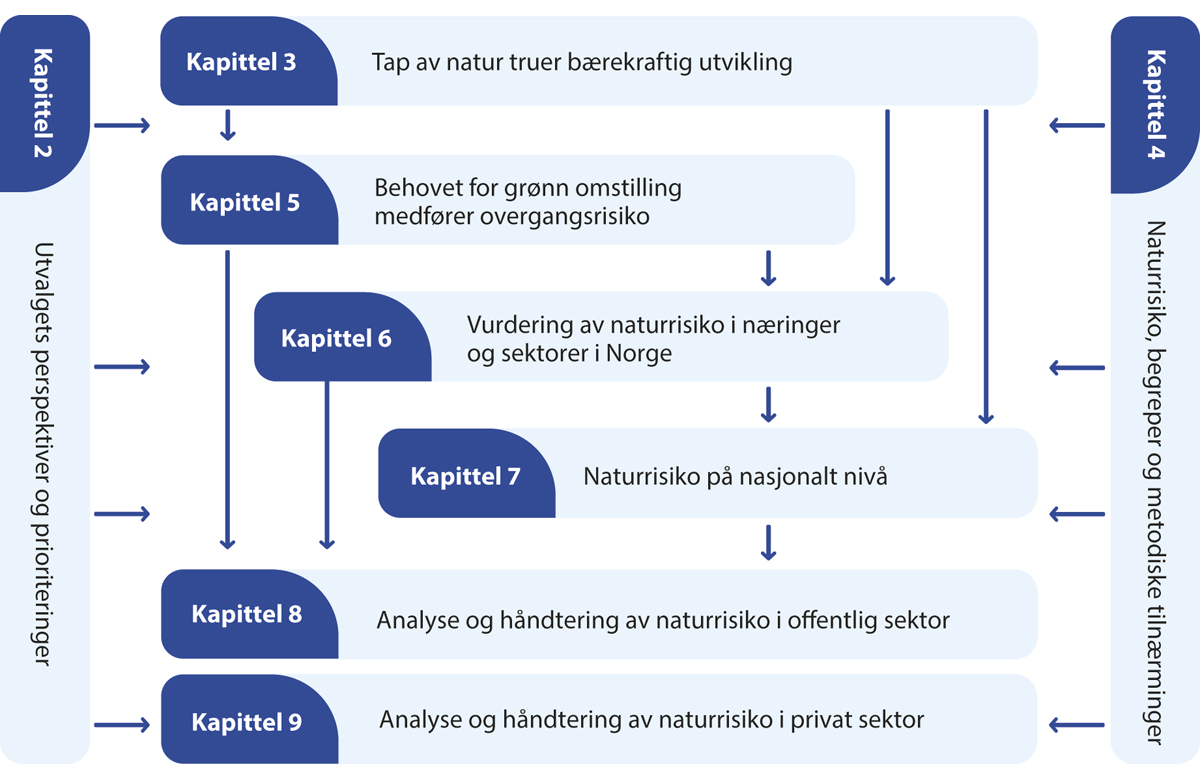 Kapittel 2
Utvalgets perspektiver og prioriteringer
Kapittel 3
Tap av natur truer bærekraftig utvikling
Kapittel 5
Behovet for grønn omstilling
medfører overgangsrisiko
Kapittel 6
Vurdering av naturrisiko i næringer
og sektorer i Norge
Kapittel 7
Naturrisiko på nasjonalt nivå
Kapittel 8
Analyse og håndtering av naturrisiko i offentlig sektor
Kapittel 9
Analyse og håndtering av naturrisiko i privat sektor
Kapittel 4
Naturrisiko, begreper og metodiske tilnærminger